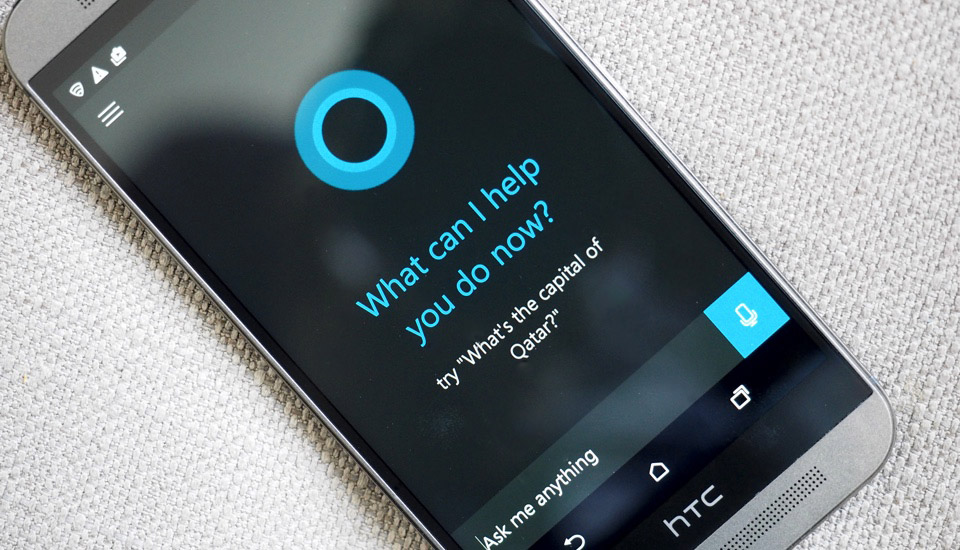 What can I help
you do now?
try "What's the capital of
Qatar?"
Ask me anything
hTC